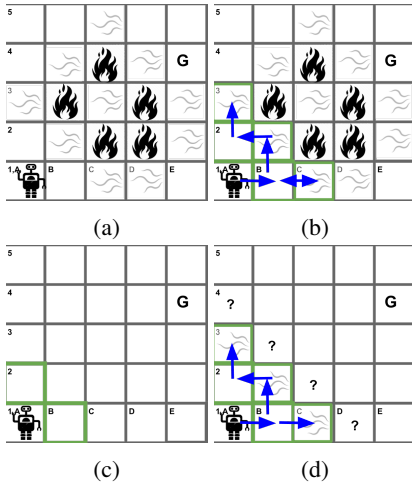 5
4 G
3
2
1,A B C D E
(a)
5
4 G
3
2
1,A B C D E
(b)
5
4 G
3
2
1,A B C D E
(c)
5
4 ? G
3 ?
2 ?
1,A B C D ? E
(d)